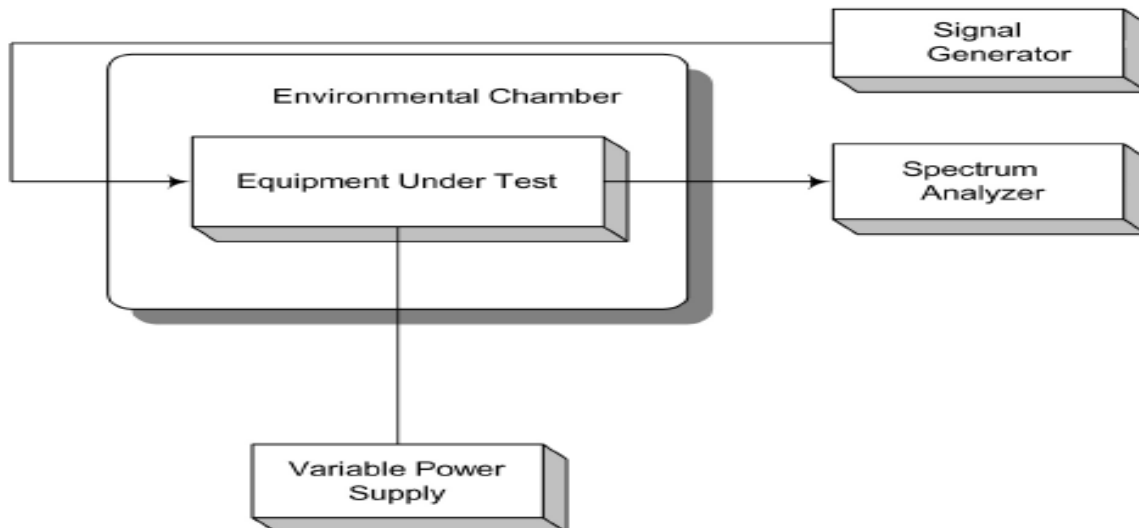 Signal
Generator
Environmental Chamber
Equipment Under Test
Spectrum
Analyzer
Variable Power
Supply